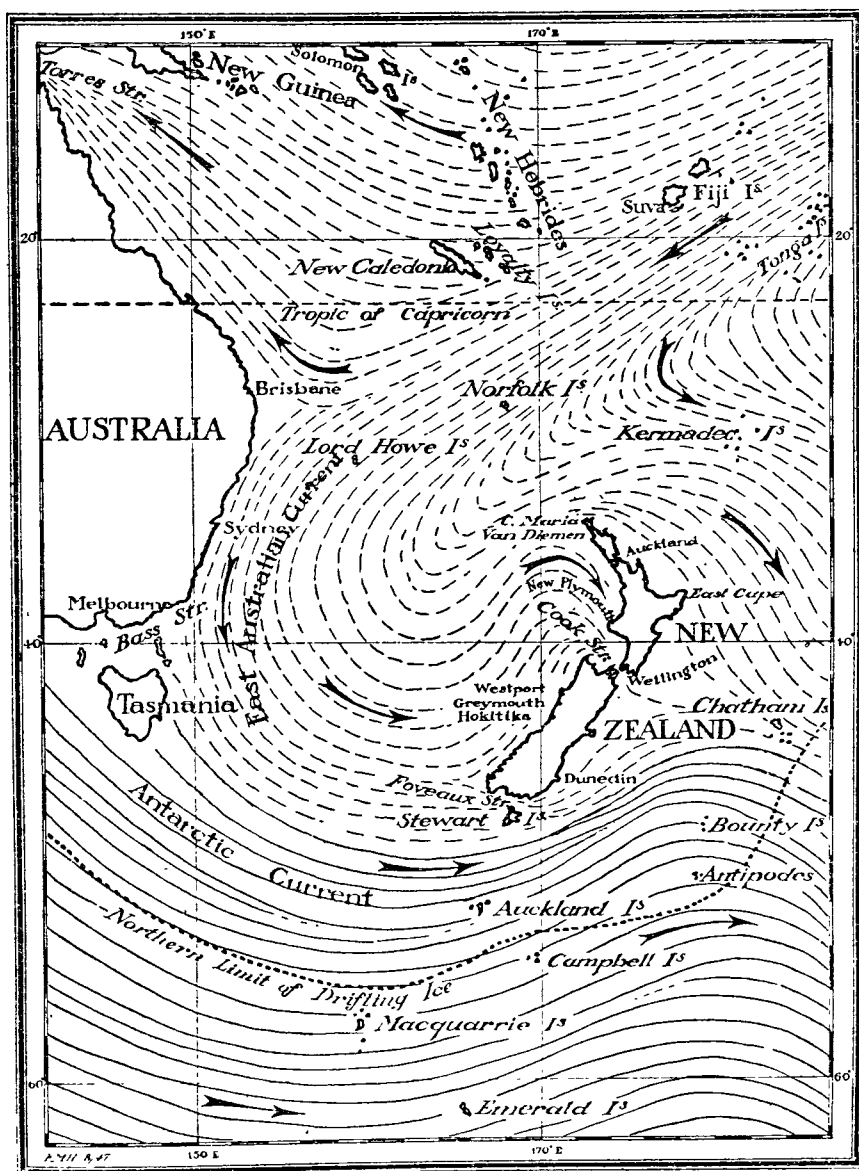 150°E
170°E
Solomon Is
Torres Str.
New Guinea
New Hebrides
Fiji Is.
Suva
20°
20°
Loyalty Is.
Tonga Is
New Caledonia
Tropic of Capricorn
Brisbane
Norfolk Is
AUSTRALIA
Lord Howe Is
Kermadec Is
East Australian Current
C. Maria
Van Diemen
Auckland
Sydney
New Plymouth
East Cape
Melbourne
Bass Str.
Cook Str.
NEW
40°
40°
Wellington
Tasmania
Westport
Greymouth
Hokitika
Chatham Is
ZEALAND
Foveaux Str.
Dunedin
Stewart Is
Antarctic
Current
Bounty Is
Antipodes
Auckland Is
Northern Limit of Drifting Ice
Campbell Is
Macquarrie Is
60°
60°
Emerald Is
150 E
170°E